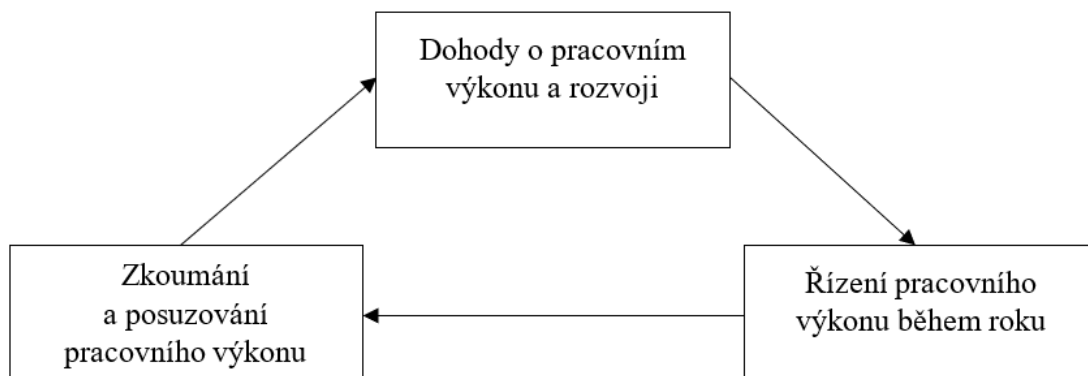 Dohody o pracovním
výkonu a rozvoji
Zkoumání
a posuzování
pracovního výkonu
Řízení pracovního
výkonu během roku